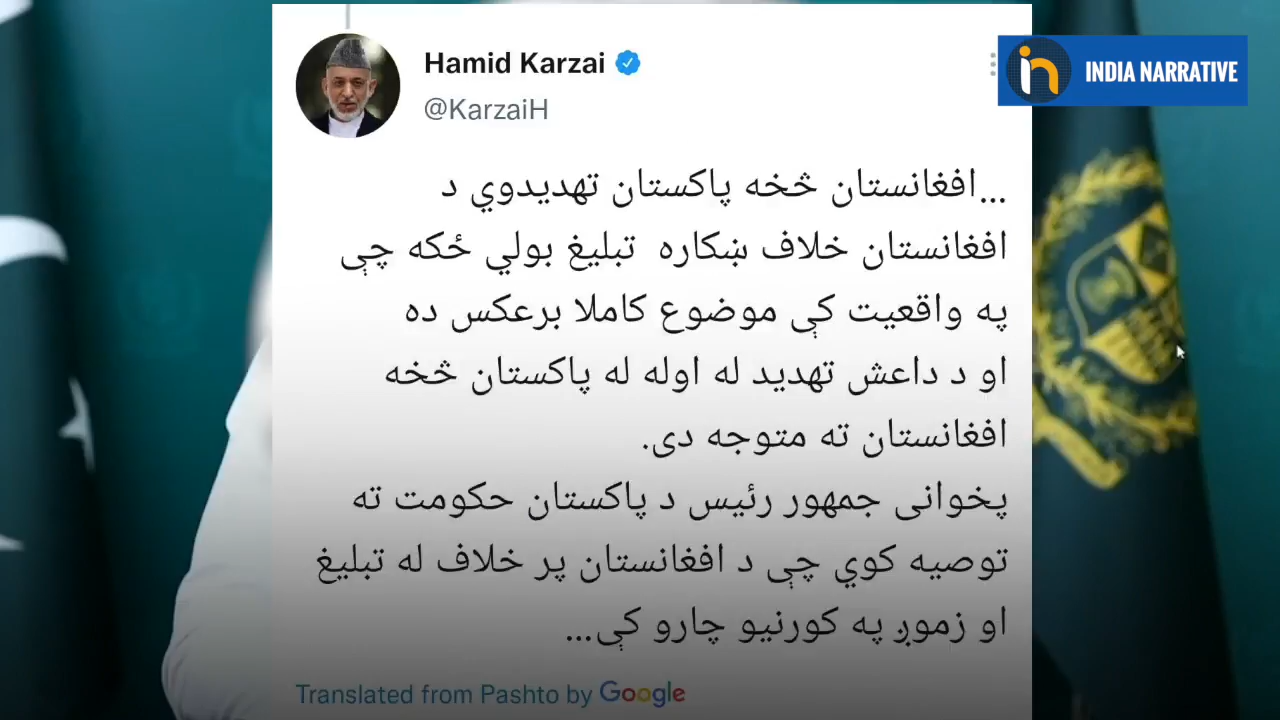 Hamid Karzai
@KarzaiH
INDIA NARRATIVE
...افغانستان څخه پاکستان تهدیدوي د
افغانستان خلاف ښکاره تبلیغ بولي ځکه چې
په واقعیت کې موضوع کاملا برعکس ده
او د داعش تهدید له اوله له پاکستان څخه
افغانستان ته متوجه دی.
پخوانی جمهور رئیس د پاکستان حکومت ته
توصیه کوي چې د افغانستان پر خلاف له تبلیغ
او زموږ په کورنیو چارو کې...
Translated from Pashto by Google